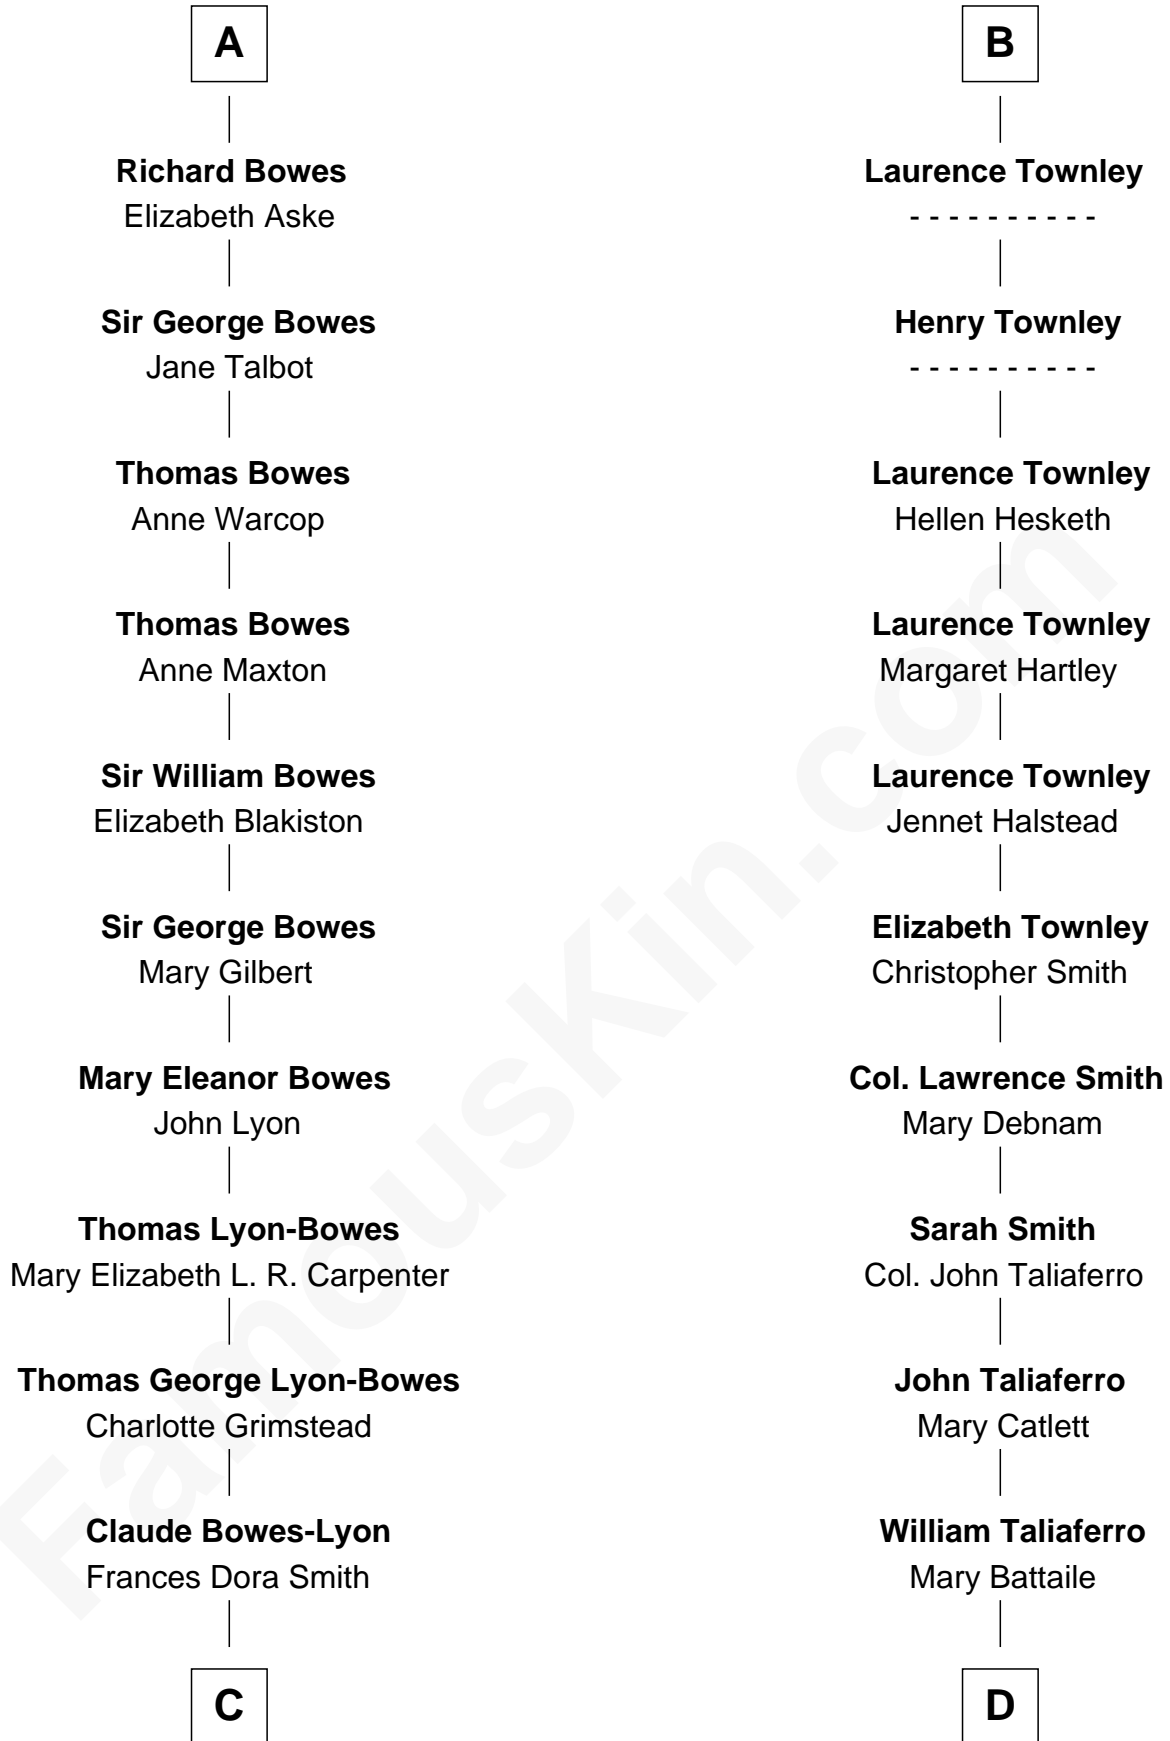 A
Richard Bowes
Elizabeth Aske
Sir George Bowes
Jane Talbot
Thomas Bowes
Anne Warcop
Thomas Bowes
Anne Maxton
Sir William Bowes
Elizabeth Blakiston
Sir George Bowes
Mary Gilbert
Mary Eleanor Bowes
John Lyon
Thomas Lyon-Bowes
Mary Elizabeth L. R. Carpenter
Thomas George Lyon-Bowes
Charlotte Grimstead
Claude Bowes-Lyon
Frances Dora Smith
C
B
Laurence Townley
- - - - - - - - - -
Henry Townley
- - - - - - - - - -
Laurence Townley
Hellen Hesketh
Laurence Townley
Margaret Hartley
Laurence Townley
Jennet Halstead
Elizabeth Townley
Christopher Smith
Col. Lawrence Smith
Mary Debnam
Sarah Smith
Col. John Taliaferro
John Taliaferro
Mary Catlett
William Taliaferro
Mary Battaile
D
FamousKin.com